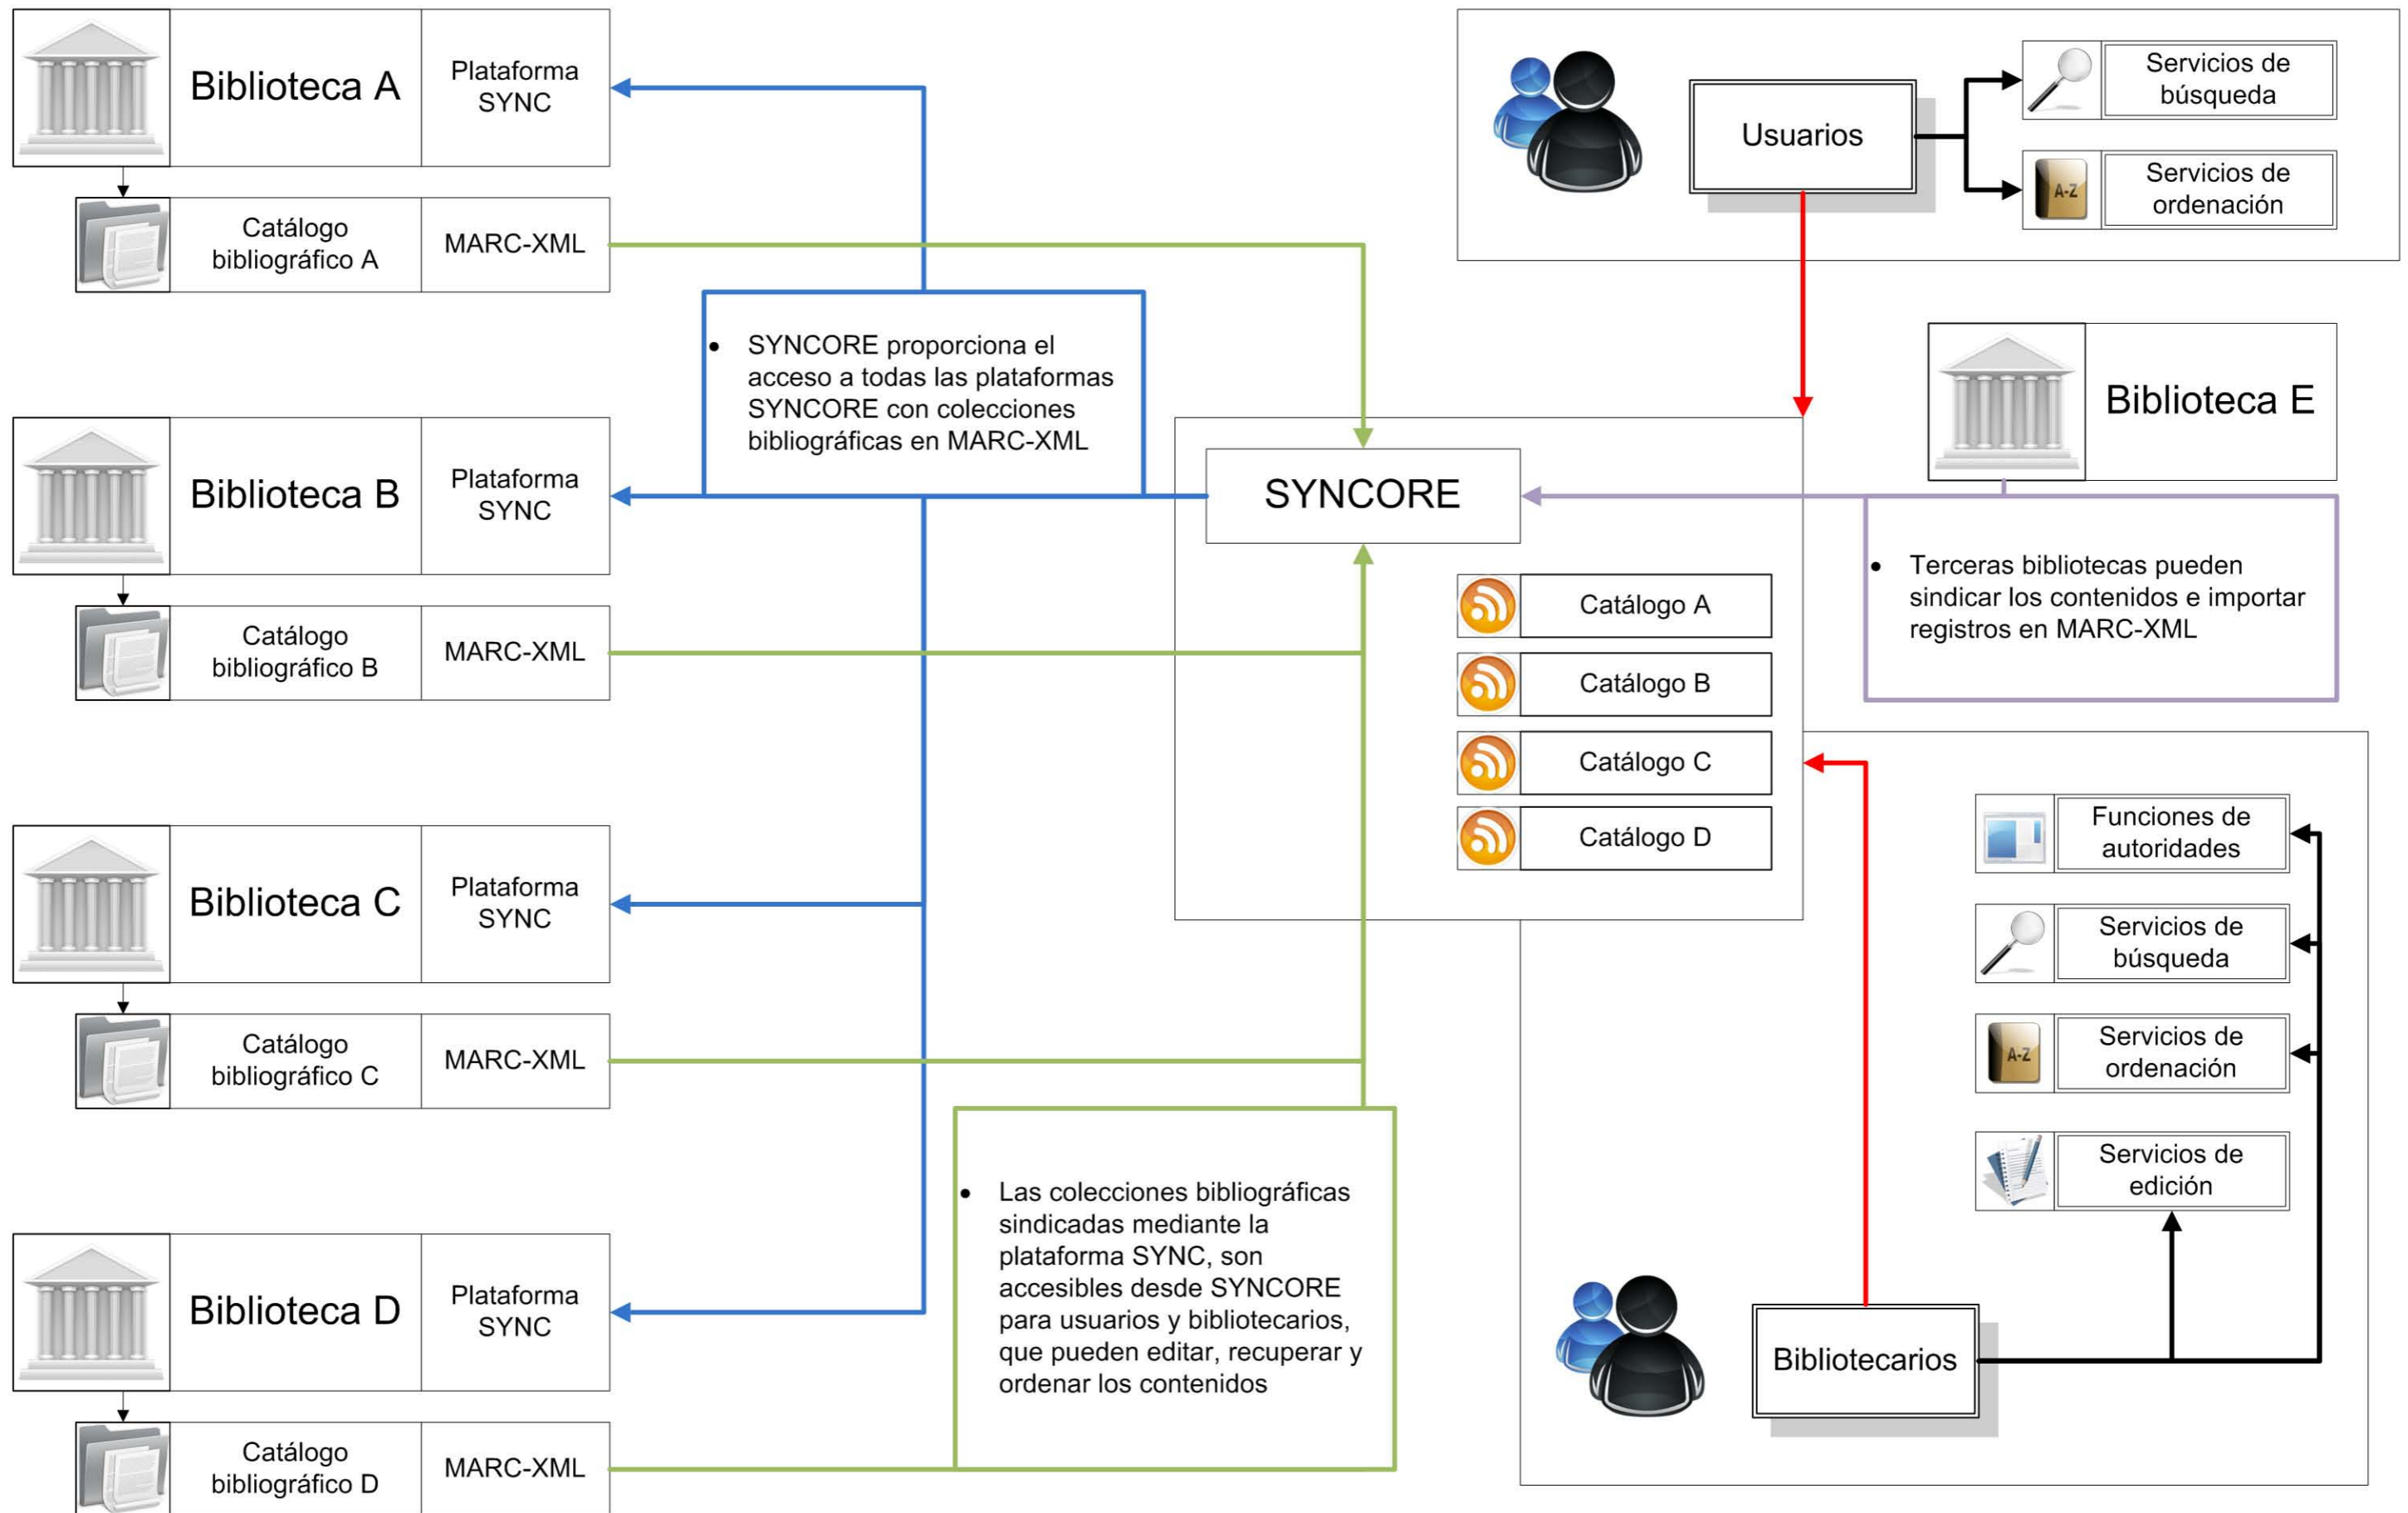 Biblioteca A
Plataforma
SYNC
Catálogo
bibliográfico A
MARC-XML
Biblioteca B
Plataforma
SYNC
Catálogo
bibliográfico B
MARC-XML
Biblioteca C
Plataforma
SYNC
Catálogo
bibliográfico C
MARC-XML
Biblioteca D
Plataforma
SYNC
Catálogo
bibliográfico D
MARC-XML
• SYNCORE proporciona el
acceso a todas las plataformas
SYNCORE con colecciones
bibliográficas en MARC-XML
• Las colecciones bibliográficas
sindicadas mediante la
plataforma SYNC, son
accesibles desde SYNCORE
para usuarios y bibliotecarios,
que pueden editar, recuperar y
ordenar los contenidos
SYNCORE
Catálogo A
Catálogo B
Catálogo C
Catálogo D
Usuarios
Servicios de
búsqueda
A-Z
Servicios de
ordenación
Biblioteca E
• Terceras bibliotecas pueden
sindicar los contenidos e importar
registros en MARC-XML
Funciones de
autoridades
Servicios de
búsqueda
A-Z
Servicios de
ordenación
Servicios de
edición
Bibliotecarios